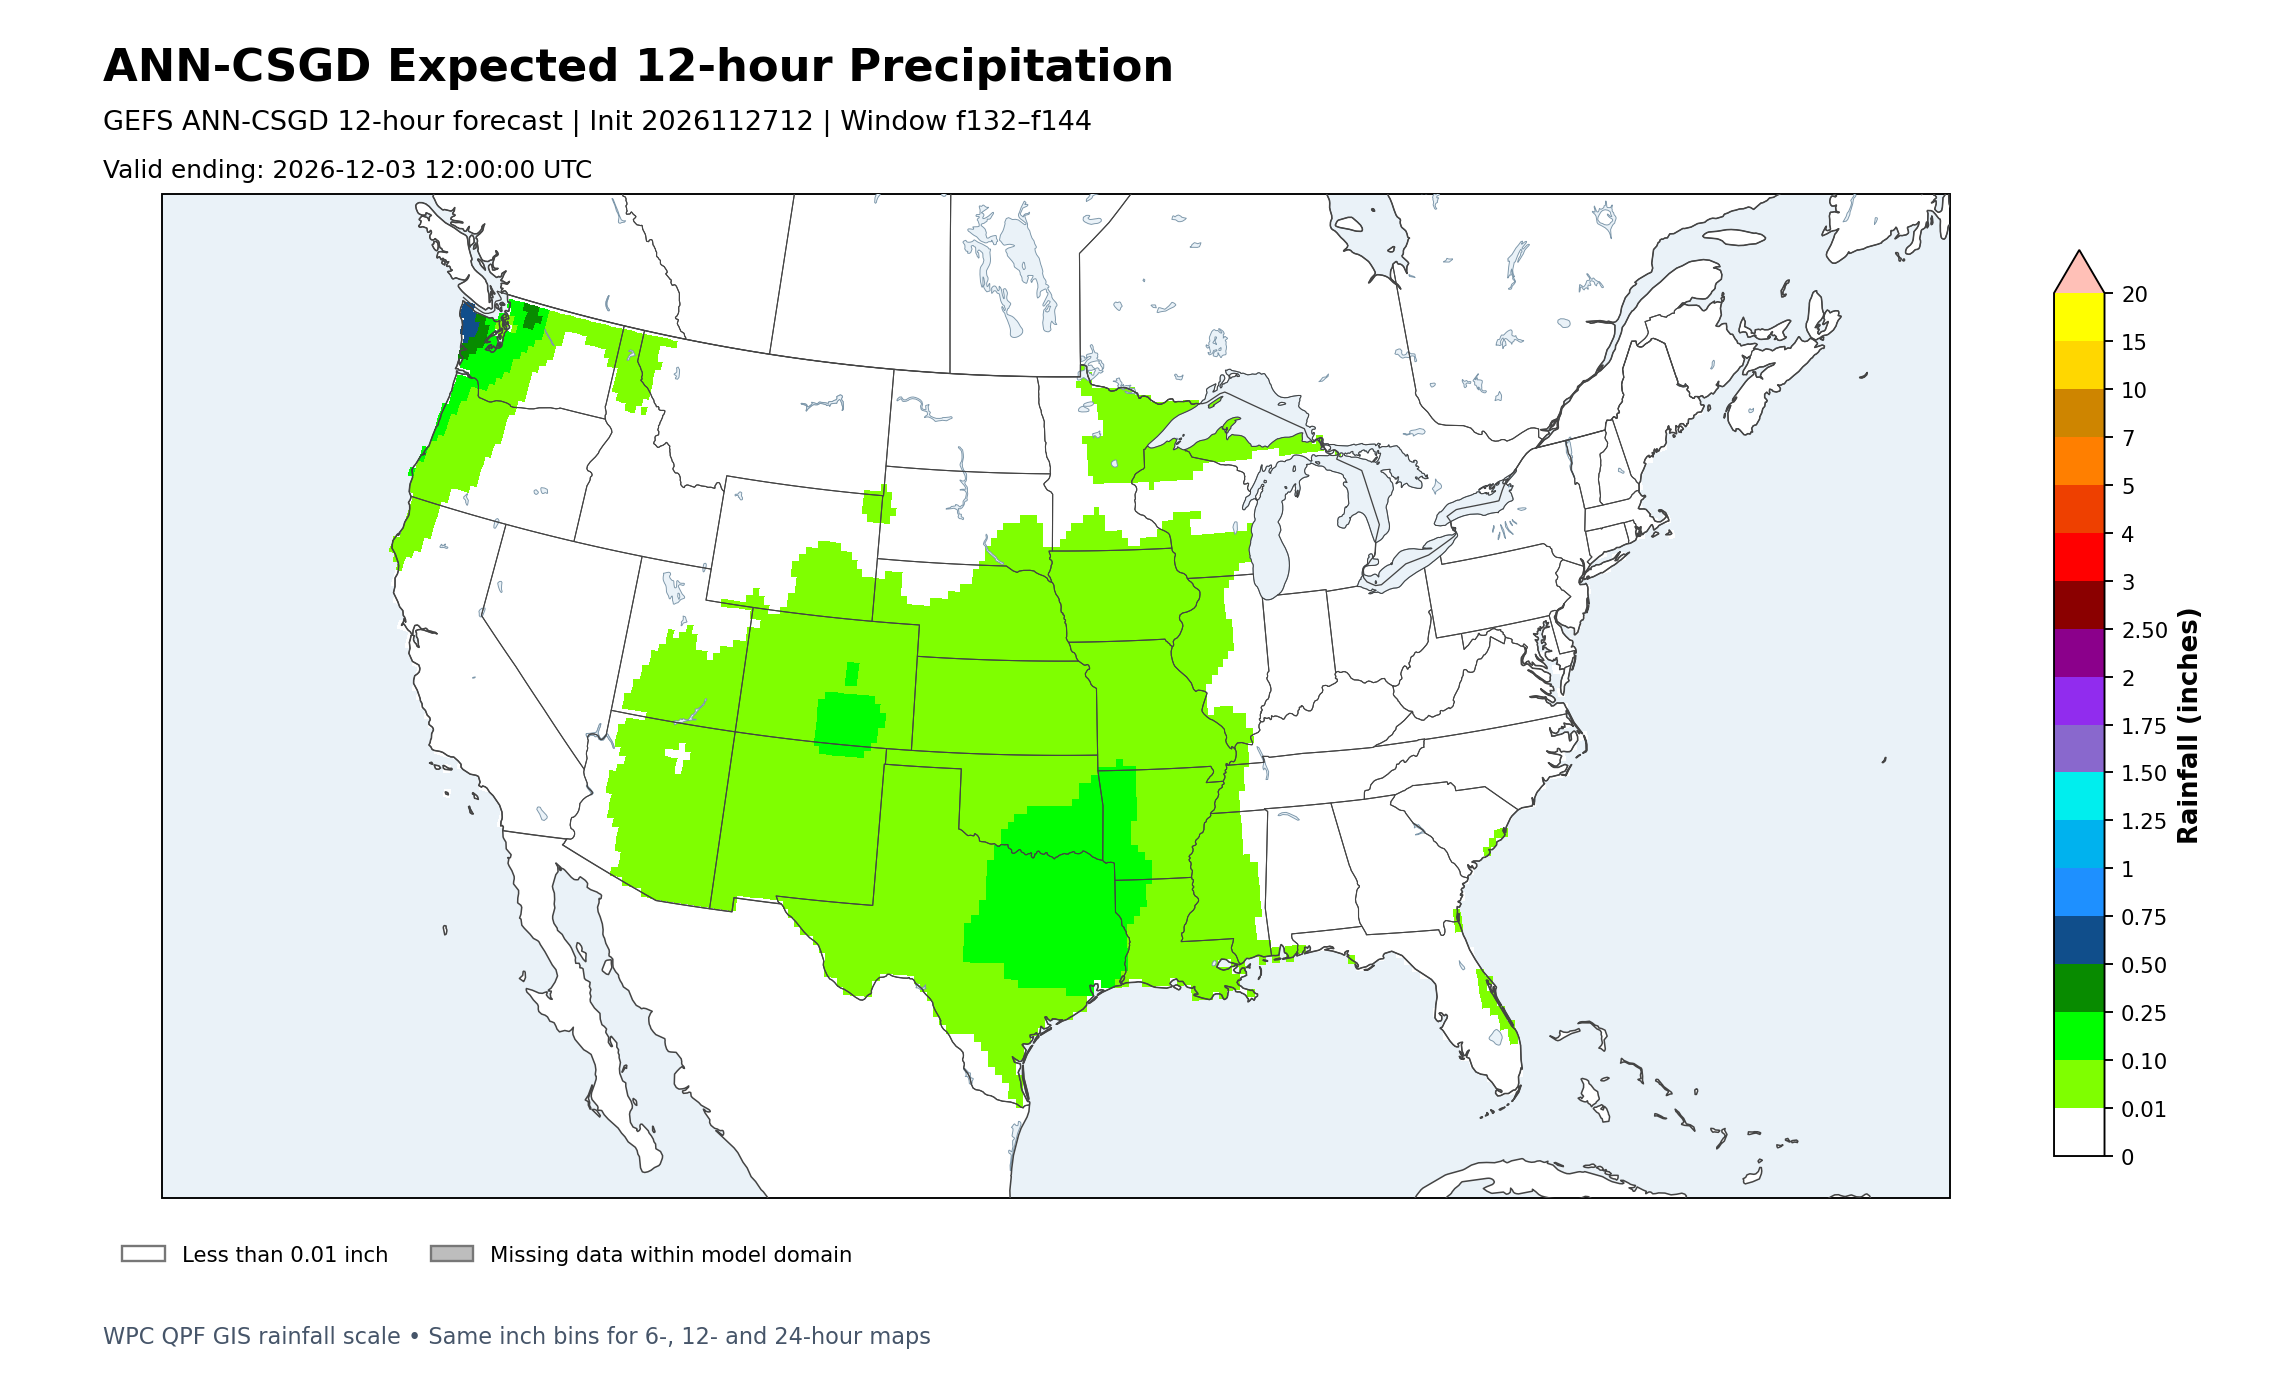 ANN-CSGD Expected 12-hour Precipitation
GEFS ANN-CSGD 12-hour forecast | Init 2026112712 | Window f132–f144
Valid ending: 2026-12-03 12:00:00 UTC
20
15
10
7
5
4
3
2.50
2
1.75
1.50
1.25
1
0.75
0.50
0.25
0.10
0.01
0
Rainfall (inches)
Less than 0.01 inch
Missing data within model domain
WPC QPF GIS rainfall scale • Same inch bins for 6-, 12- and 24-hour maps